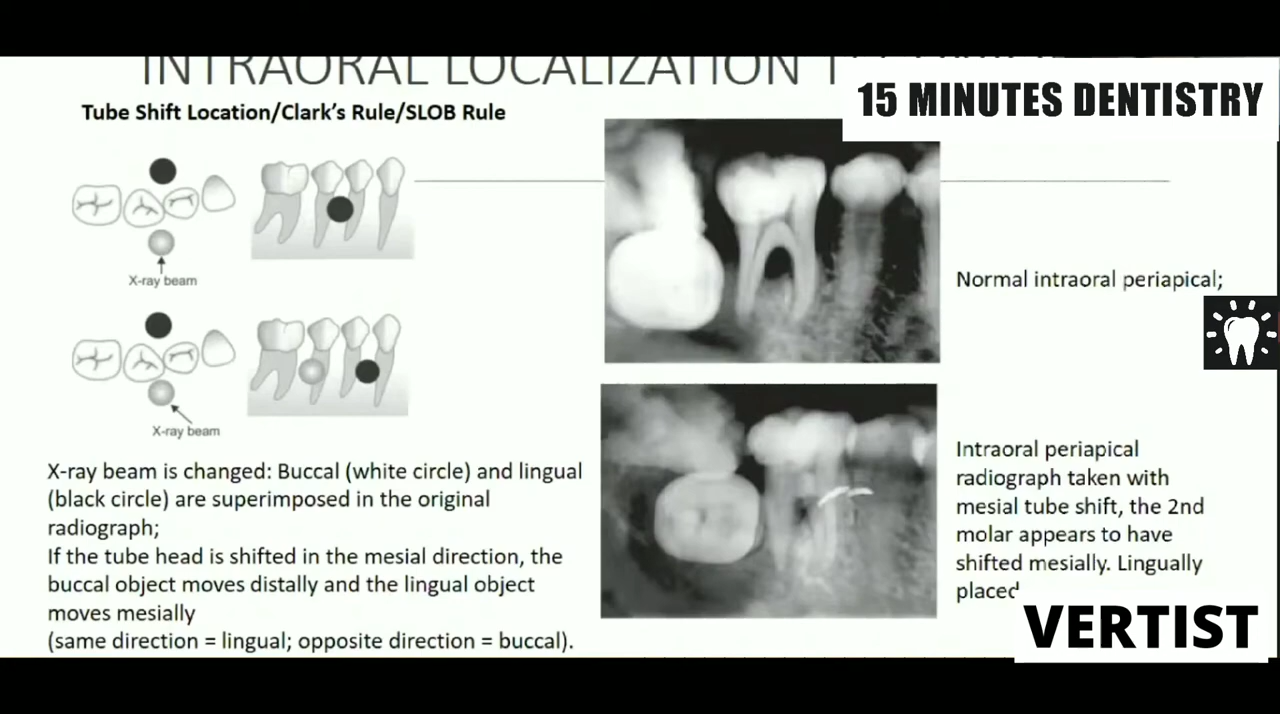 INTRAORAL LOCALIZATION
15 MINUTES DENTISTRY
Tube Shift Location/Clark's Rule/SLOB Rule
X-ray beam
X-ray beam
X-ray beam is changed: Buccal (white circle) and lingual
(black circle) are superimposed in the original
radiograph;
If the tube head is shifted in the mesial direction, the
buccal object moves distally and the lingual object
moves mesially
(same direction = lingual; opposite direction = buccal).
Normal intraoral periapical;
Intraoral periapical
radiograph taken with
mesial tube shift, the 2nd
molar appears to have
shifted mesially. Lingually
placed
VERTIST